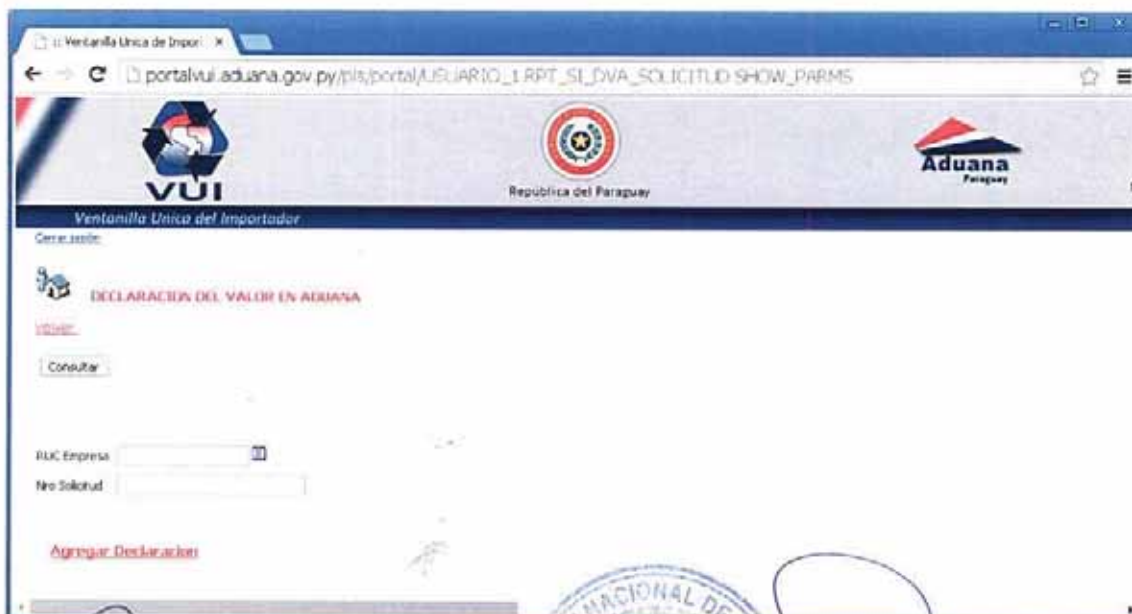 :: Ventanilla Unica de Impor
portalvui.aduana.gov.py/pls/portal/USUARIO_1.RPT_SI_DVA_SOLICITUD.SHOW_PARMS
VUI
República del Paraguay
Aduana
Paraguay
Ventanilla Unica del Importador
Cerrar sesión
DECLARACION DEL VALOR EN ADUANA
VOLVER
Consultar
RUC Empresa
Nro Solicitud
Agregar Declaracion
NACIONAL DE